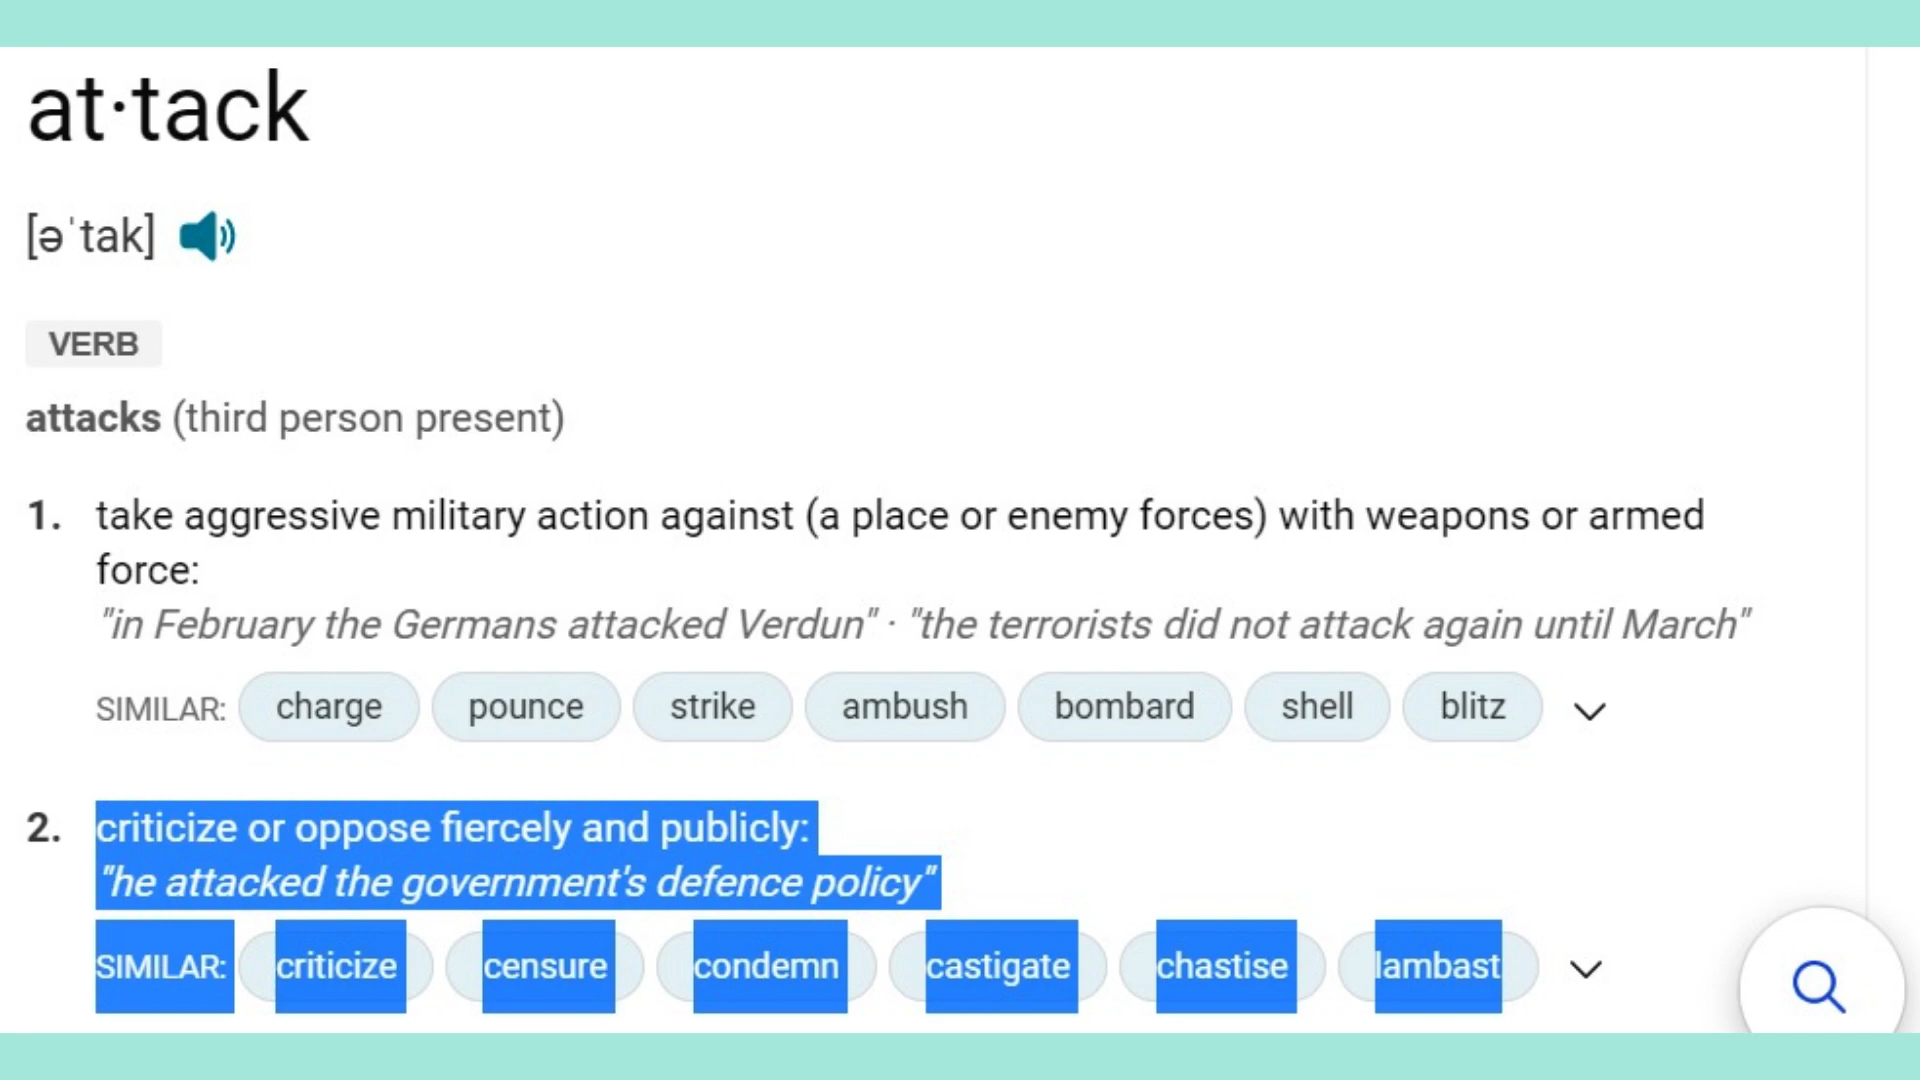 at·tack
[əˈtak]
VERB
attacks (third person present)
1. take aggressive military action against (a place or enemy forces) with weapons or armed
force:
"in February the Germans attacked Verdun" · "the terrorists did not attack again until March"
SIMILAR: charge pounce strike ambush bombard shell blitz
2. criticize or oppose fiercely and publicly:
"he attacked the government's defence policy"
SIMILAR: criticize censure condemn castigate chastise lambast